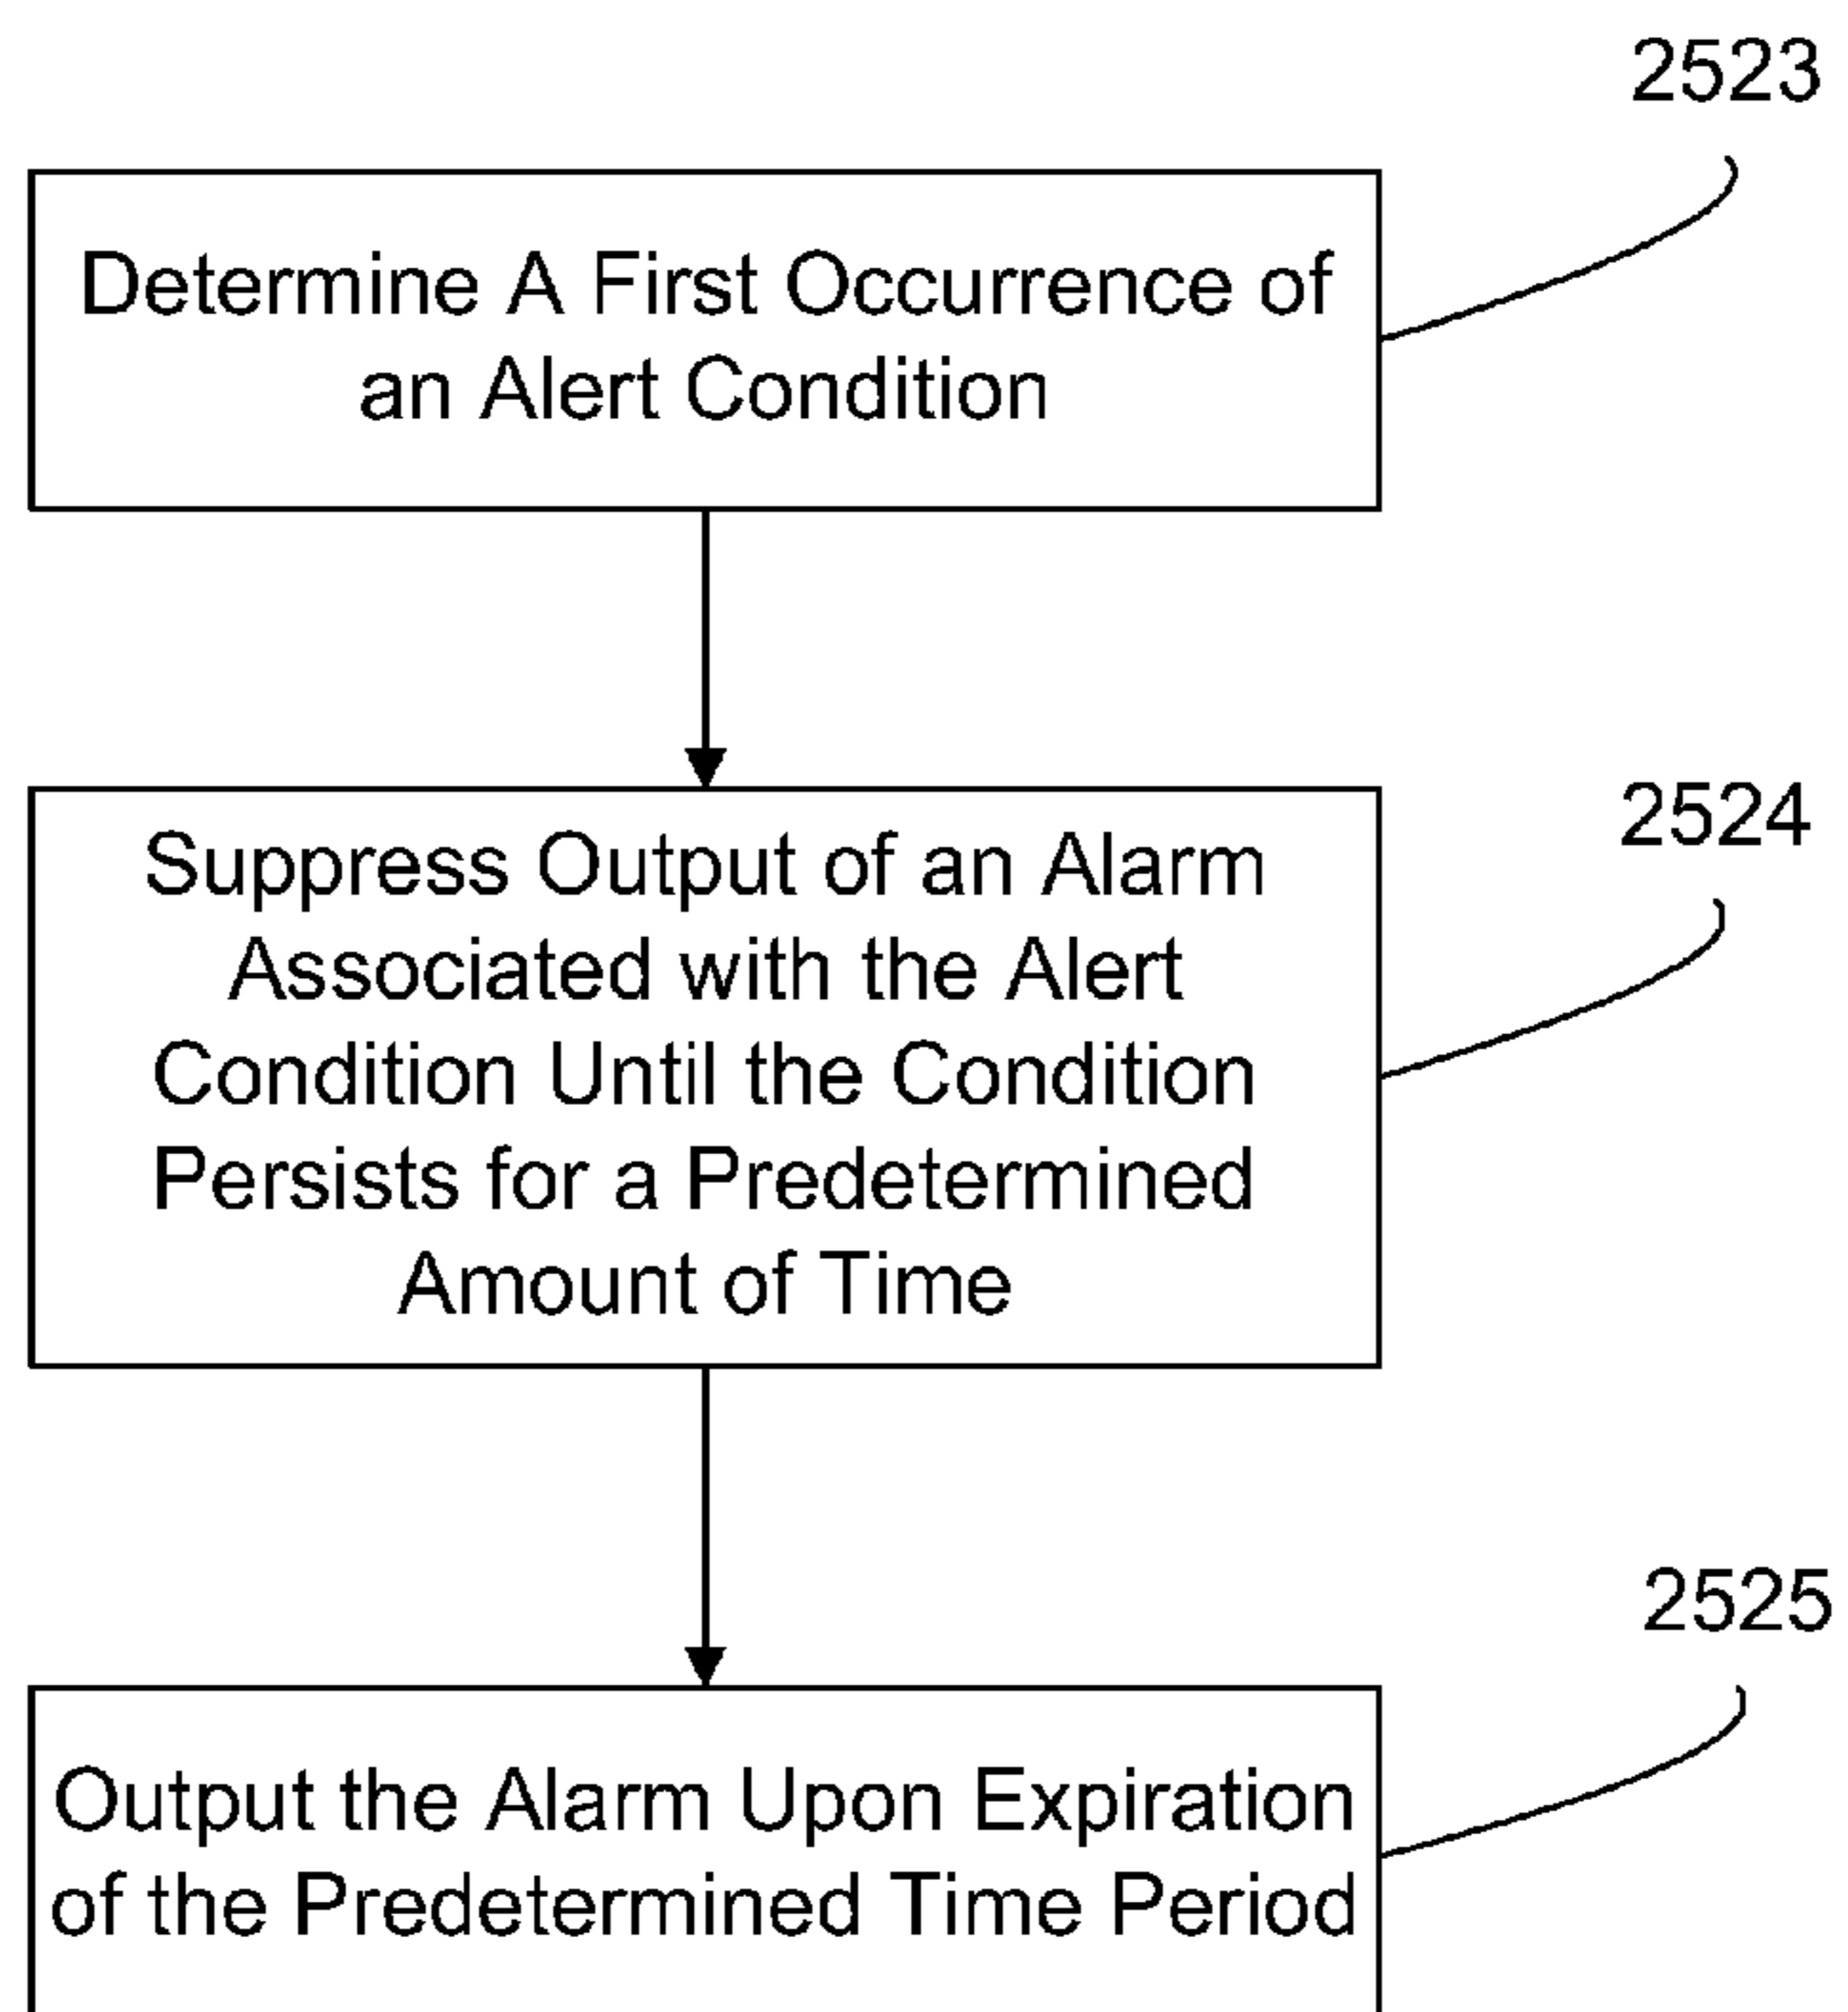 2523
Determine A First Occurrence of
an Alert Condition
2524
Suppress Output of an Alarm
Associated with the Alert
Condition Until the Condition
Persists for a Predetermined
Amount of Time
2525
Output the Alarm Upon Expiration
of the Predetermined Time Period